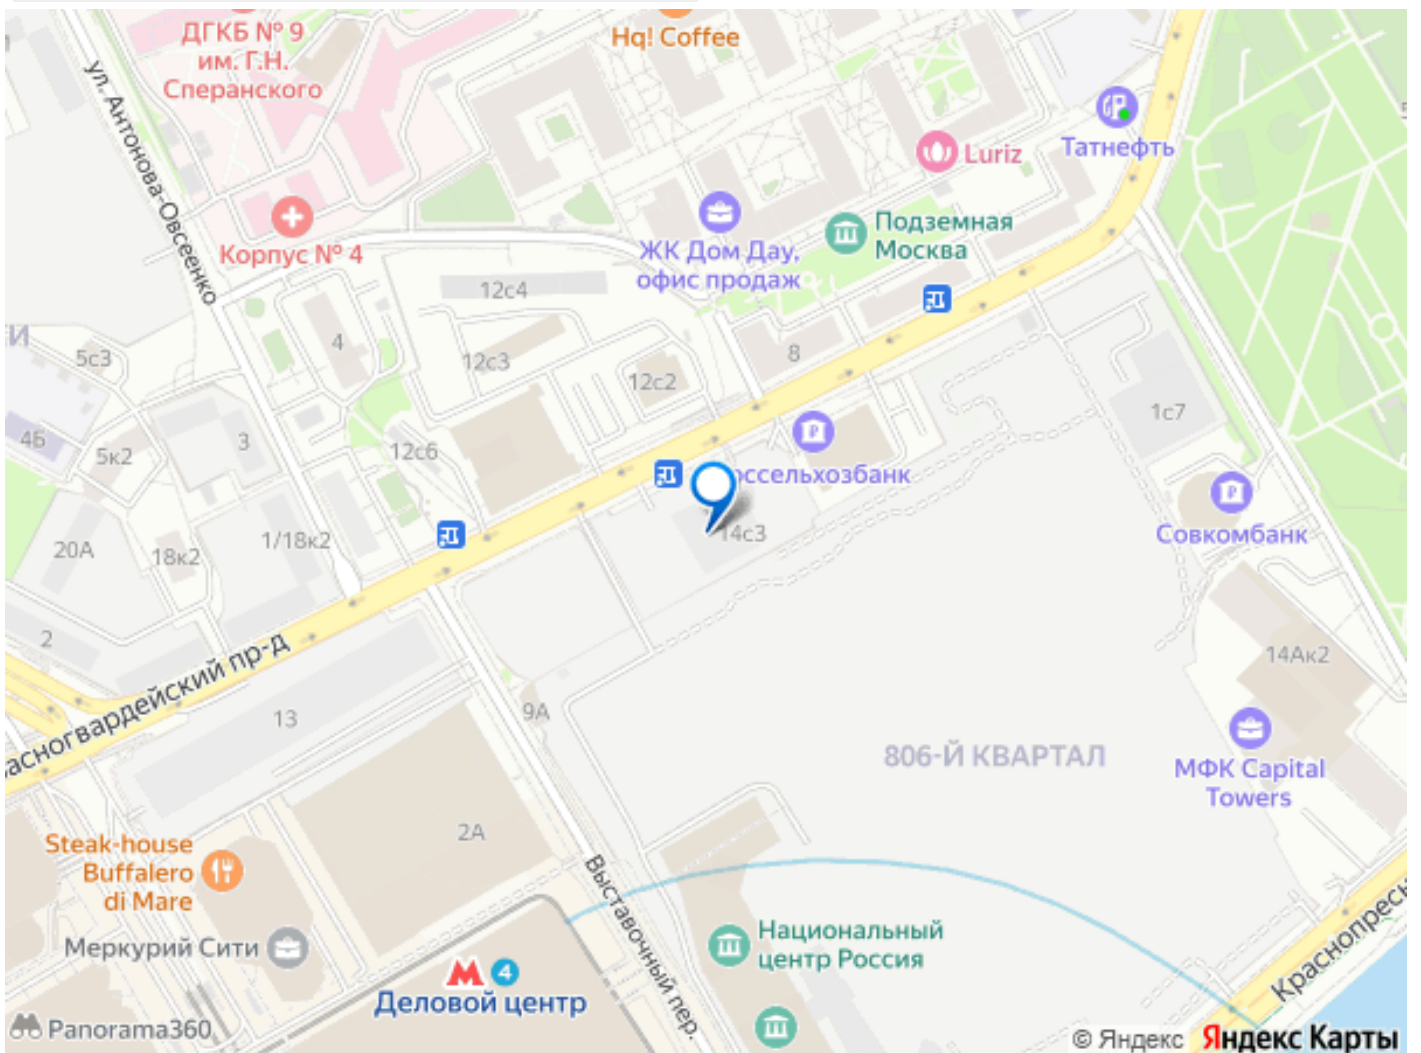 ДГКБ № 9
им. Г.Н.
Сперанского
Hq! Coffee
ул. Антонова-Овсеенко
Татнефть
Luriz
Корпус № 4
ЖК Дом Дау,
офис продаж
Подземная
Москва
12с4
4
12с3
12с2
8
5с3
4Б
5к2
3
12с6
1с7
оссельхозбанк
14с3
Совкомбанк
20А
18к2
1/18к2
2
асногвардейский пр-д
13
9А
14Ак2
806-Й КВАРТАЛ
МФК Capital
Towers
2А
Steak-house
Buffalero
di Mare
Выставочный пер.
Меркурий Сити
Национальный
центр Россия
4
Деловой центр
Краснопресн
Panorama360
© Яндекс
Яндекс Карты